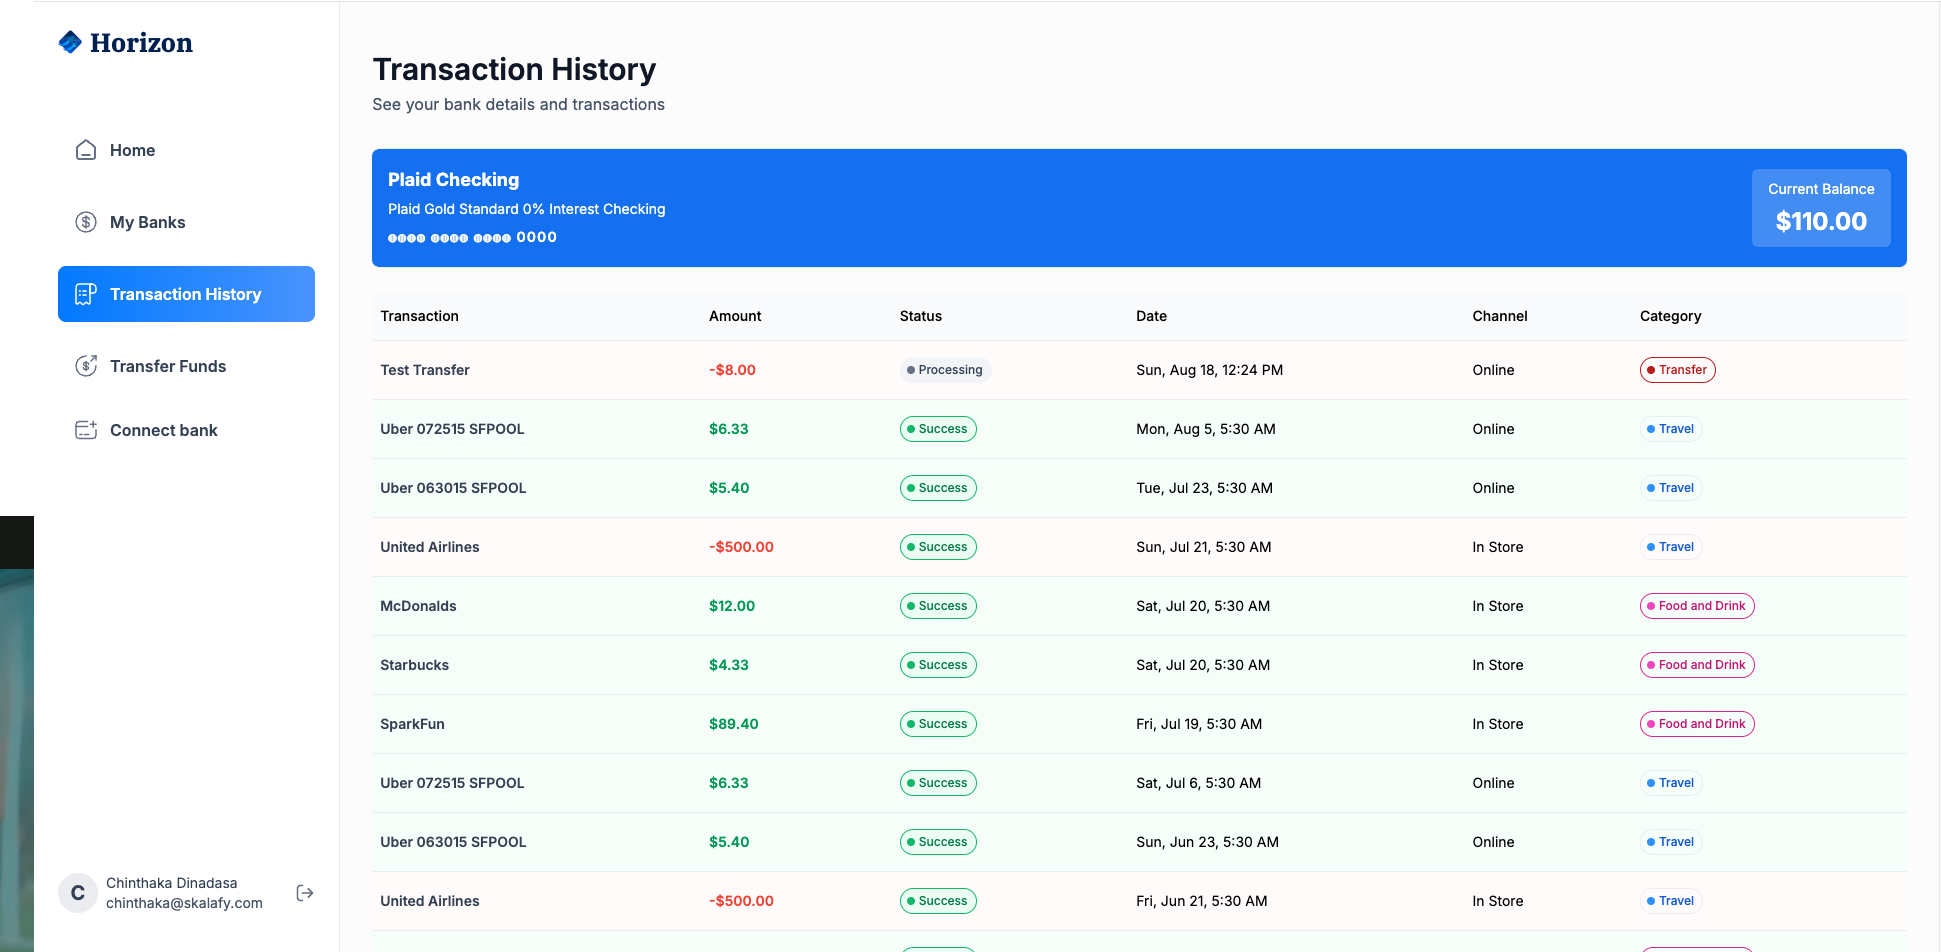 Horizon
Home
My Banks
Transaction History
Transfer Funds
Connect bank
C
Chinthaka Dinadasa
chinthaka@skalafy.com
Transaction History
See your bank details and transactions
Plaid Checking
Plaid Gold Standard 0% Interest Checking
●●●● ●●●● ●●●● 0000
Current Balance
$110.00
Transaction Amount Status Date Channel Category
Test Transfer -$8.00 Processing Sun, Aug 18, 12:24 PM Online Transfer
Uber 072515 SFPOOL $6.33 Success Mon, Aug 5, 5:30 AM Online Travel
Uber 063015 SFPOOL $5.40 Success Tue, Jul 23, 5:30 AM Online Travel
United Airlines -$500.00 Success Sun, Jul 21, 5:30 AM In Store Travel
McDonalds $12.00 Success Sat, Jul 20, 5:30 AM In Store Food and Drink
Starbucks $4.33 Success Sat, Jul 20, 5:30 AM In Store Food and Drink
SparkFun $89.40 Success Fri, Jul 19, 5:30 AM In Store Food and Drink
Uber 072515 SFPOOL $6.33 Success Sat, Jul 6, 5:30 AM Online Travel
Uber 063015 SFPOOL $5.40 Success Sun, Jun 23, 5:30 AM Online Travel
United Airlines -$500.00 Success Fri, Jun 21, 5:30 AM In Store Travel